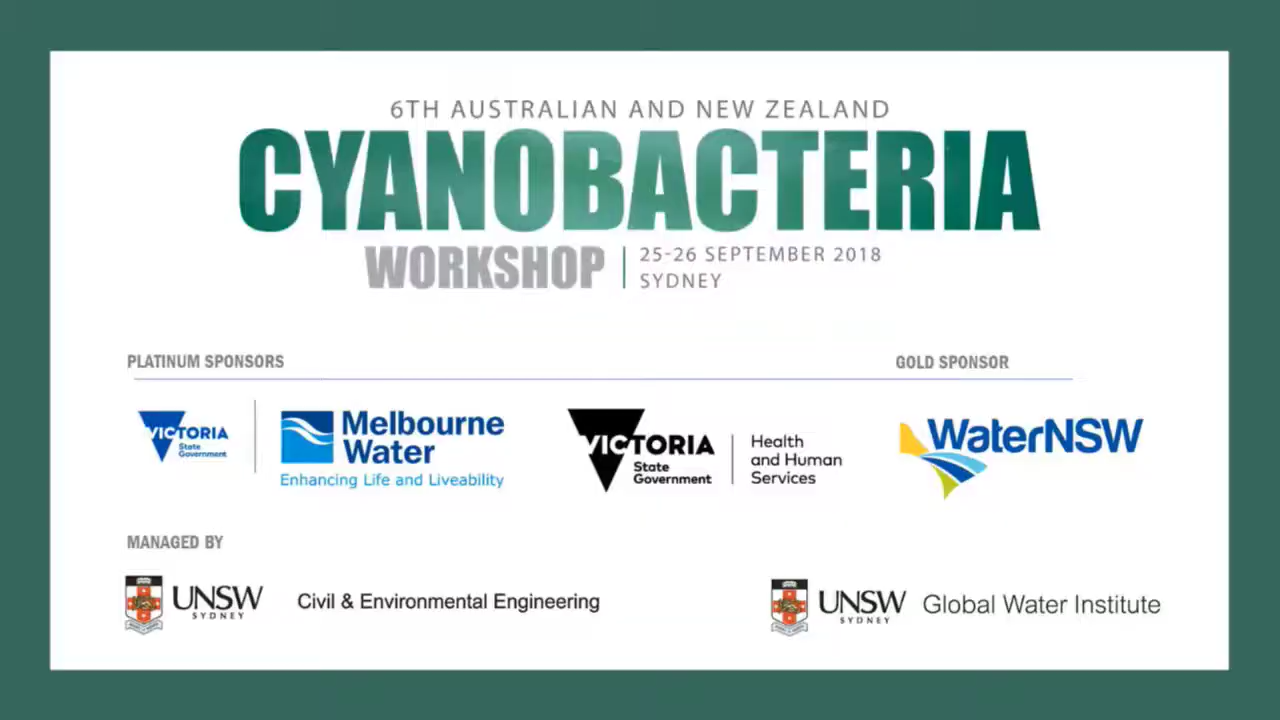 6TH AUSTRALIAN AND NEW ZEALAND
CYANOBACTERIA
WORKSHOP
25-26 SEPTEMBER 2018
SYDNEY
PLATINUM SPONSORS
GOLD SPONSOR
VICTORIA
State
Government
Melbourne
Water
Enhancing Life and Liveability
VICTORIA
State
Government
Health
and Human
Services
WaterNSW
MANAGED BY
UNSW
SYDNEY
Civil & Environmental Engineering
UNSW
SYDNEY
Global Water Institute